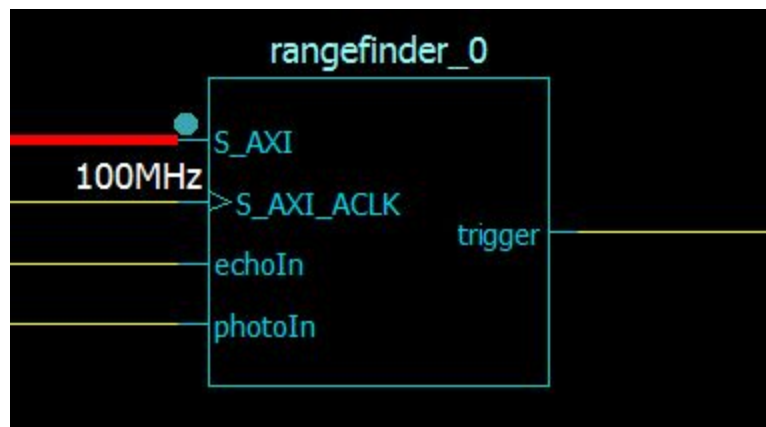 rangefinder_0
S_AXI
100MHz
S_AXI_ACLK
trigger
echoIn
photoIn